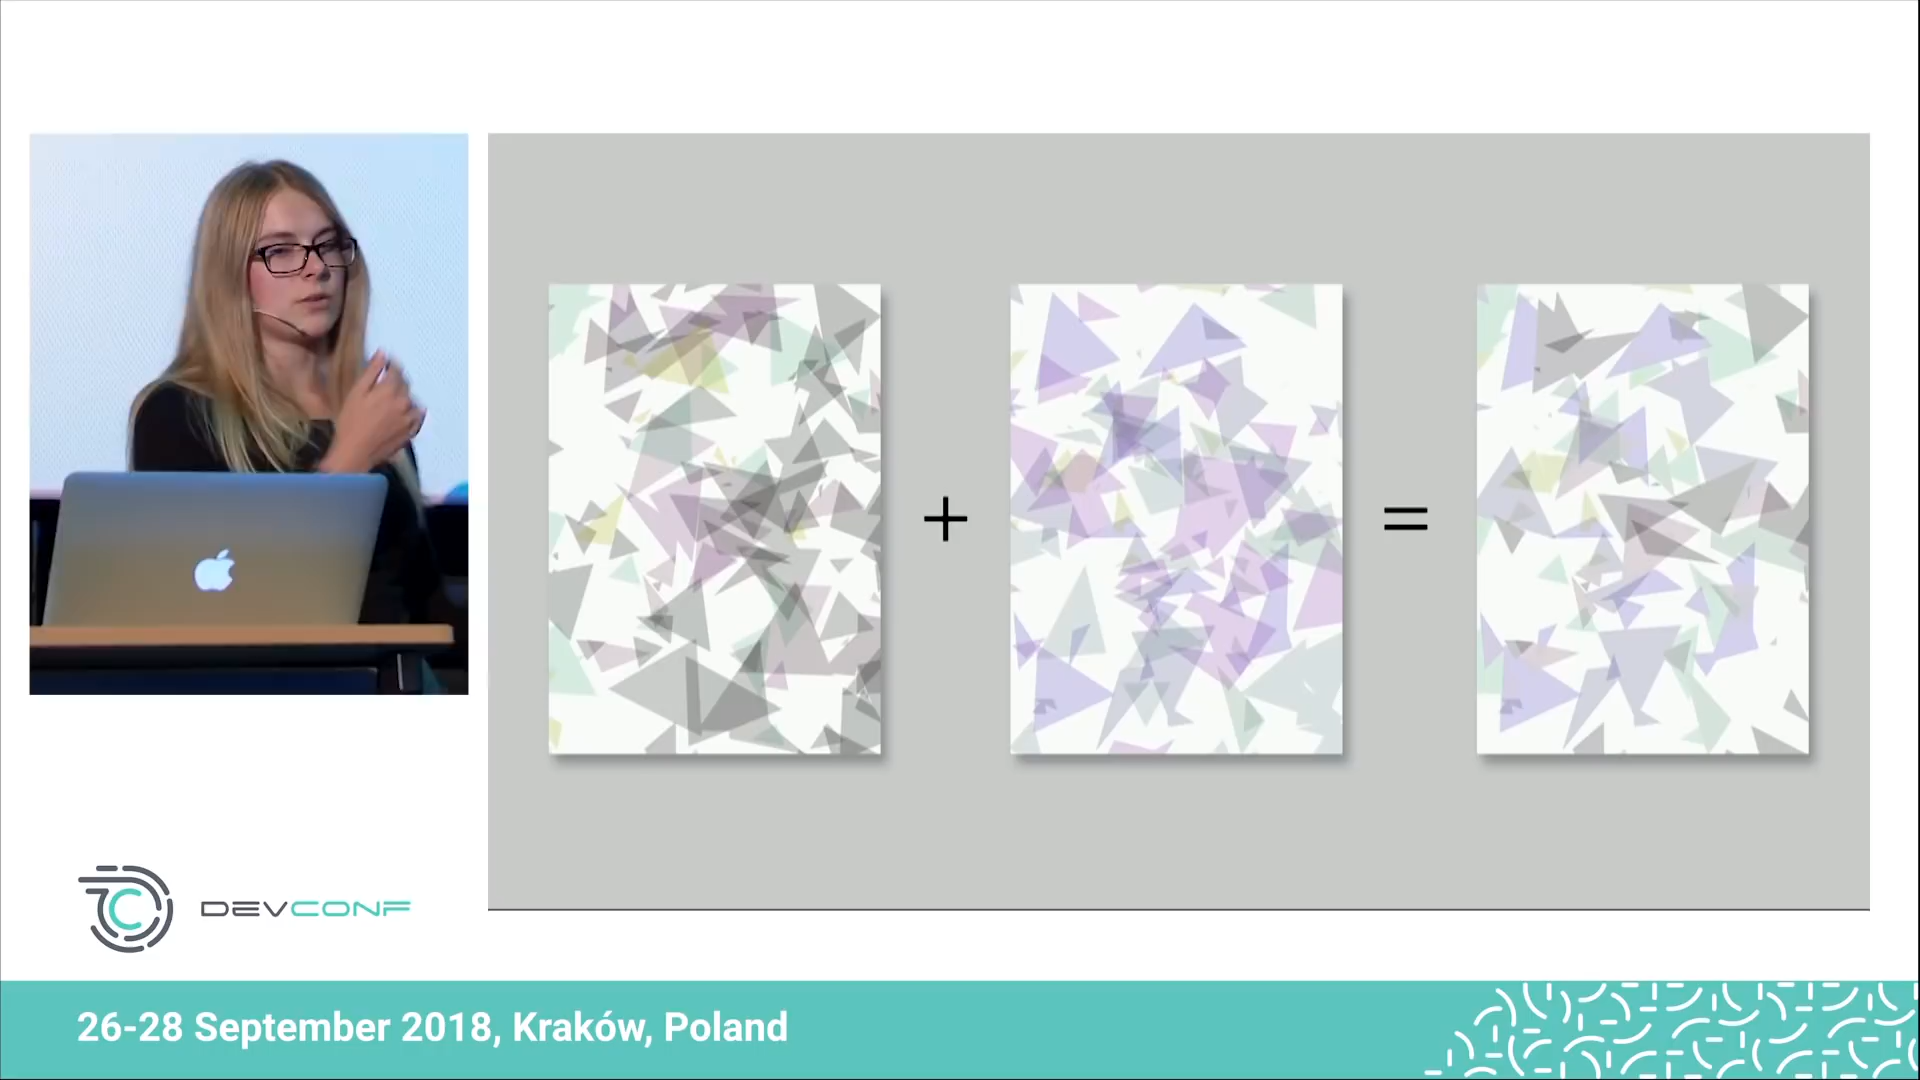 +
=
DEVCONF
26-28 September 2018, Kraków, Poland